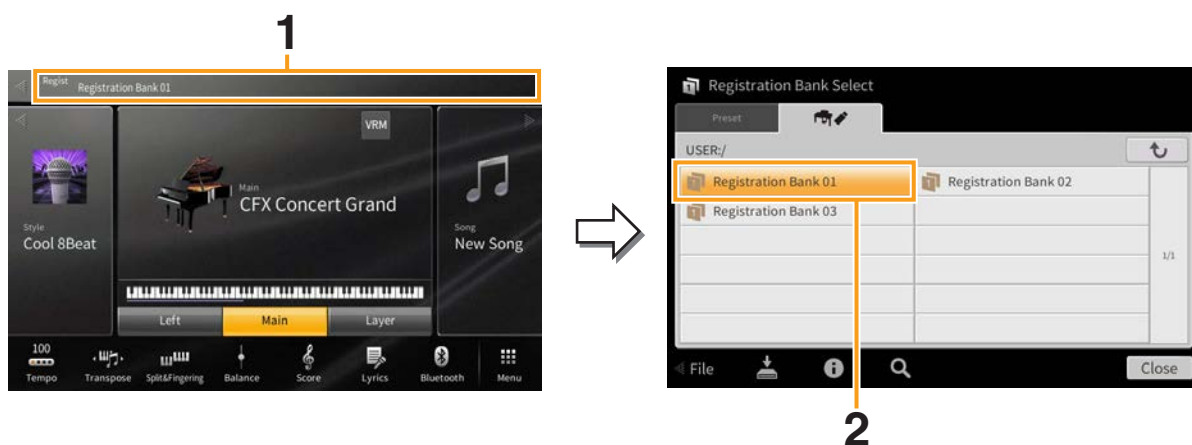 1
Regist Registration Bank 01
VRM
Main
CFX Concert Grand
Style
Cool 8Beat
Song
New Song
Left Main Layer
100
Tempo Transpose Split&Fingering Balance Score Lyrics Bluetooth Menu
Registration Bank Select
Preset
USER:/
Registration Bank 01 Registration Bank 02
Registration Bank 03
1/1
File Close
2